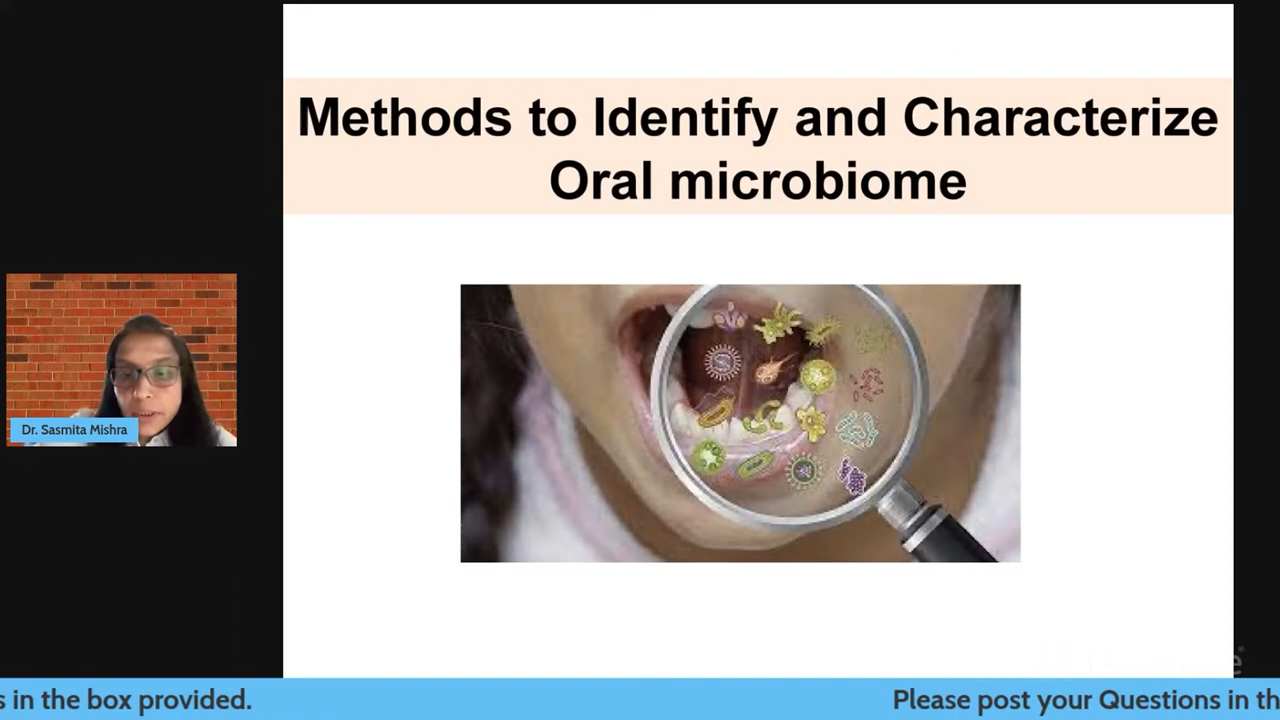 Methods to Identify and Characterize
Oral microbiome
Dr. Sasmita Mishra
s in the box provided.
Please post your Questions in th